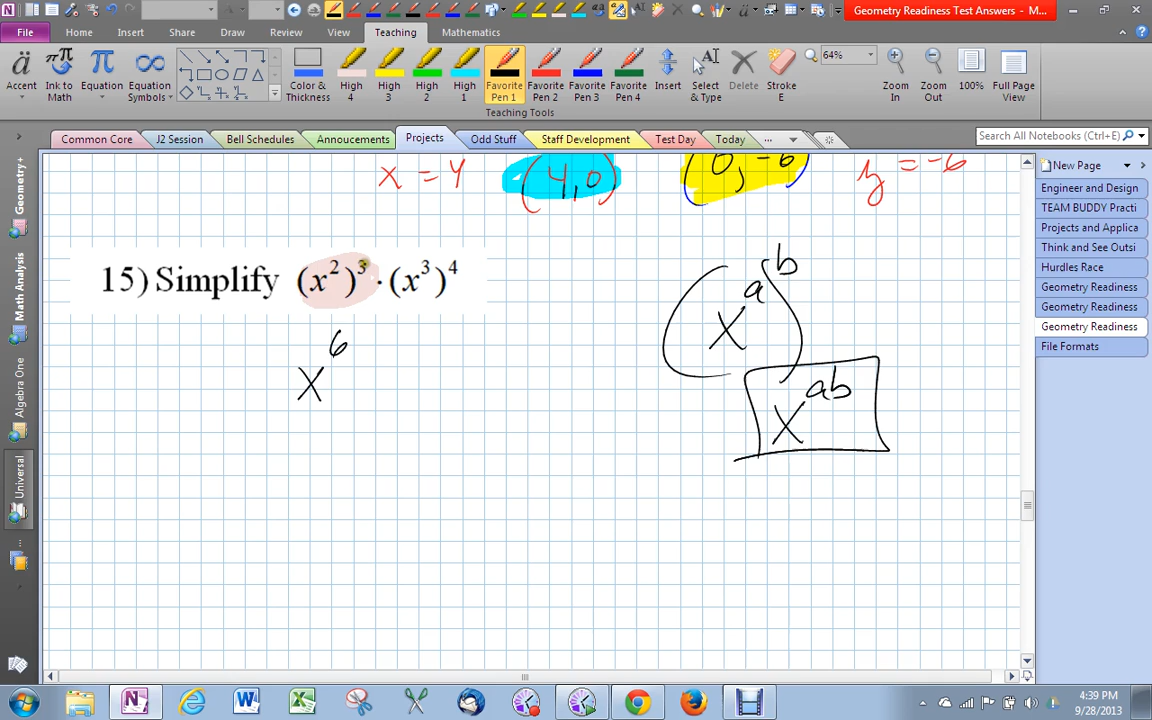 Geometry Readiness Test Answers - M...
File Home Insert Share Draw Review View Teaching Mathematics
Accent
Ink to Math
Equation
Equation Symbols
Color & Thickness
High 4
High 3
High 2
High 1
Favorite Pen 1
Favorite Pen 2
Favorite Pen 3
Favorite Pen 4
Insert
Select & Type
Delete
Stroke E
64%
Zoom In
Zoom Out
100%
Full Page View
Teaching Tools
Common Core J2 Session Bell Schedules Annoucements Projects Odd Stuff Staff Development Test Day Today ...
Search All Notebooks (Ctrl+E)
New Page
Engineer and Design
TEAM BUDDY Practi
Projects and Applica
Think and See Outsi
Hurdles Race
Geometry Readiness
Geometry Readiness
Geometry Readiness
File Formats
Geometry+
Math Analysis
Algebra One
Universal
x = 4 (4,0) (0, -6) y = -6
15) Simplify (x²)³ · (x³)⁴
x⁶
(xᵃ)ᵇ
xᵃᵇ
4:39 PM
9/28/2013